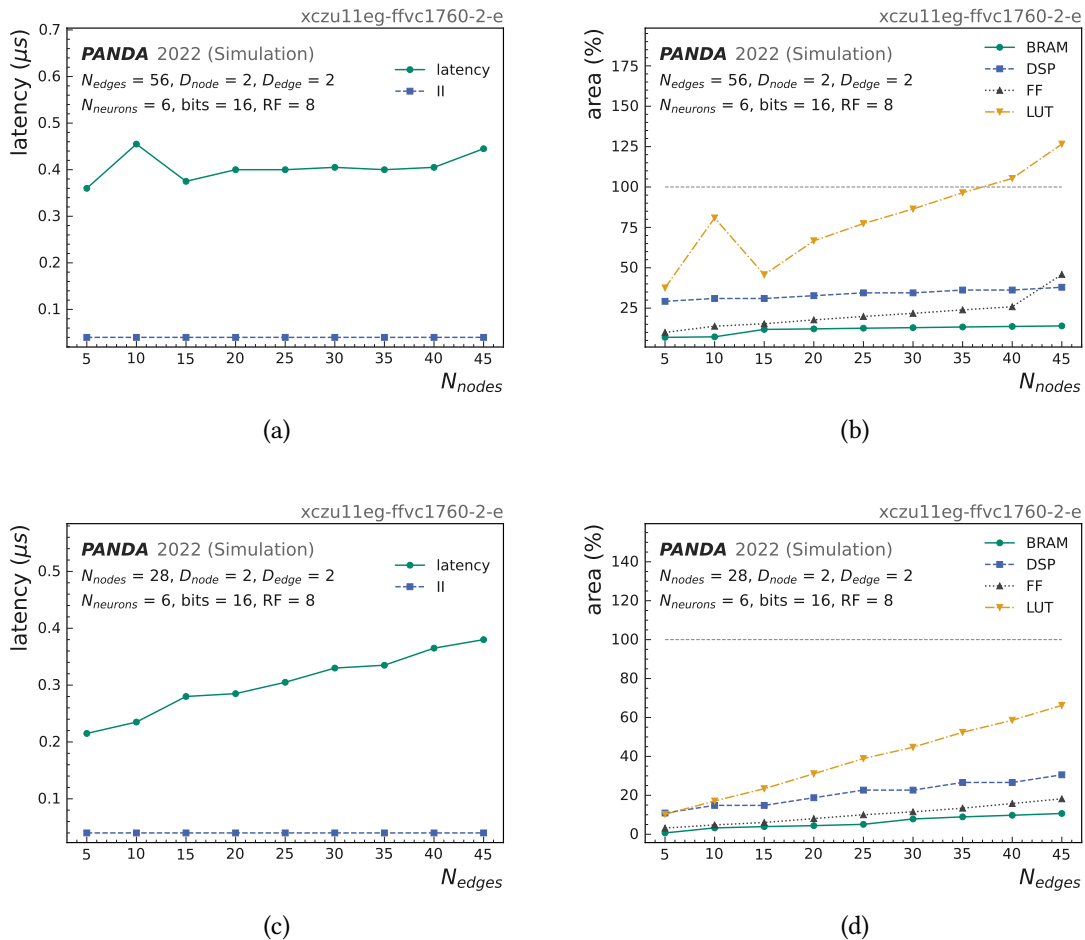 xczu11eg-ffvc1760-2-e
latency (μs)
PANDA 2022 (Simulation)
N_edges = 56, D_node = 2, D_edge = 2
N_neurons = 6, bits = 16, RF = 8
latency
II
0.7
0.6
0.5
0.4
0.3
0.2
0.1
5 10 15 20 25 30 35 40 45
N_nodes
(a)
xczu11eg-ffvc1760-2-e
area (%)
PANDA 2022 (Simulation)
N_edges = 56, D_node = 2, D_edge = 2
N_neurons = 6, bits = 16, RF = 8
BRAM
DSP
FF
LUT
175
150
125
100
75
50
25
5 10 15 20 25 30 35 40 45
N_nodes
(b)
xczu11eg-ffvc1760-2-e
latency (μs)
PANDA 2022 (Simulation)
N_nodes = 28, D_node = 2, D_edge = 2
N_neurons = 6, bits = 16, RF = 8
latency
II
0.5
0.4
0.3
0.2
0.1
5 10 15 20 25 30 35 40 45
N_edges
(c)
xczu11eg-ffvc1760-2-e
area (%)
PANDA 2022 (Simulation)
N_nodes = 28, D_node = 2, D_edge = 2
N_neurons = 6, bits = 16, RF = 8
BRAM
DSP
FF
LUT
140
120
100
80
60
40
20
0
5 10 15 20 25 30 35 40 45
N_edges
(d)